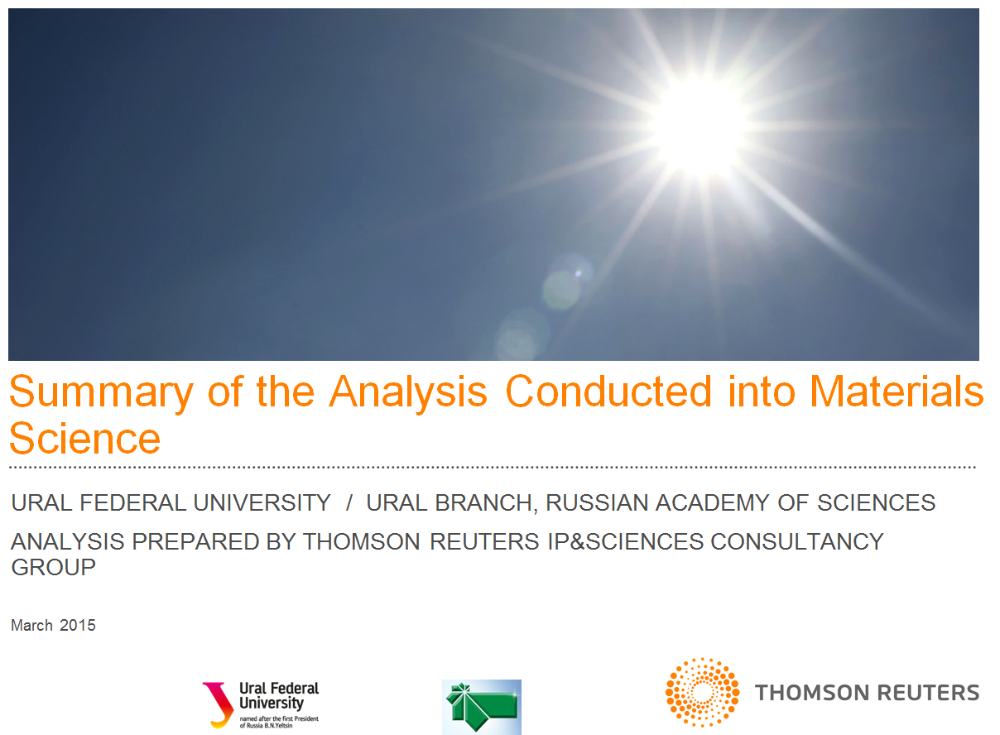 Summary of the Analysis Conducted into Materials
Science
URAL FEDERAL UNIVERSITY / URAL BRANCH, RUSSIAN ACADEMY OF SCIENCES
ANALYSIS PREPARED BY THOMSON REUTERS IP&SCIENCES CONSULTANCY
GROUP
March 2015
Ural Federal
University
named after the first President
of Russia B.N.Yeltsin
THOMSON REUTERS